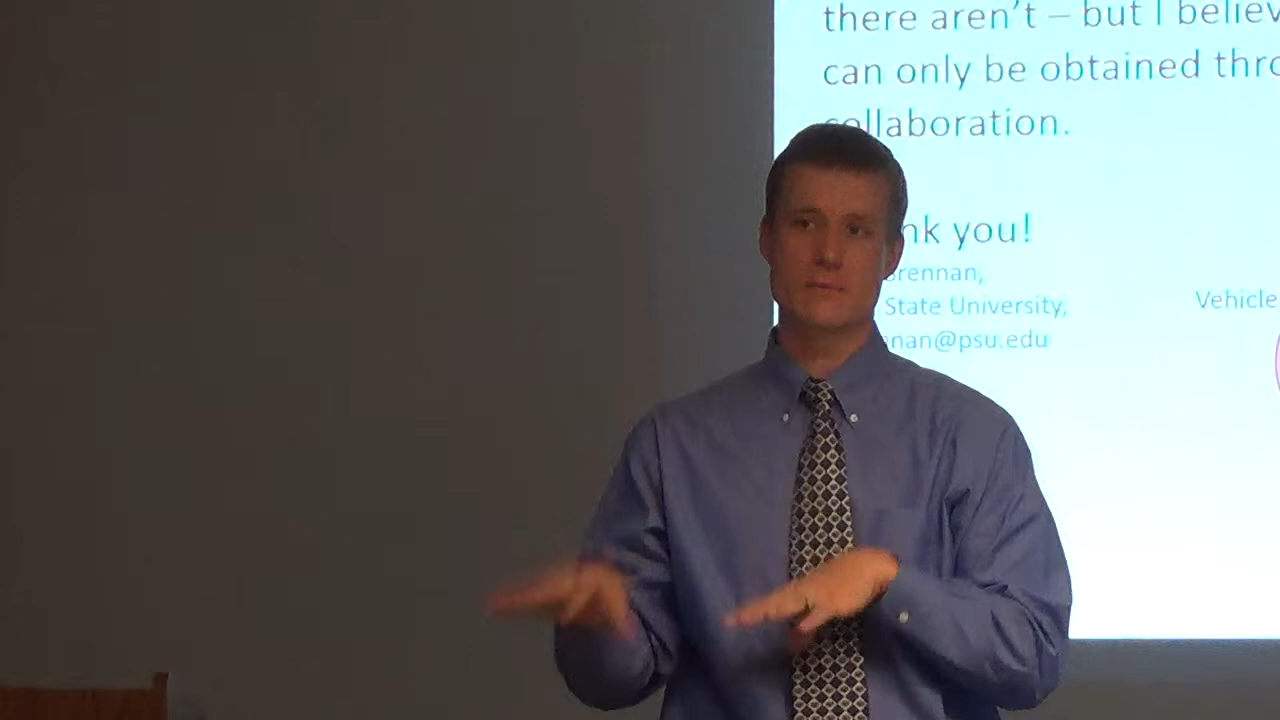 there aren't – but I believ
can only be obtained thro
collaboration.
nk you!
Brennan,
State University,
nan@psu.edu
Vehicle